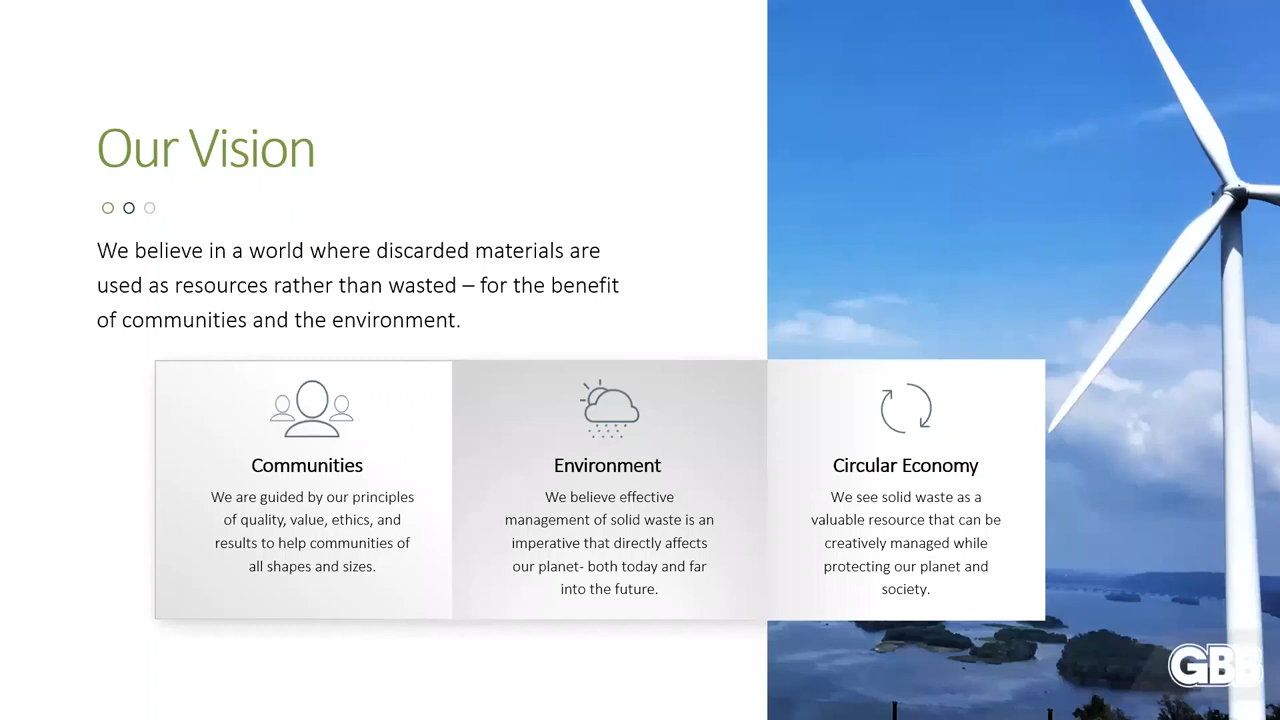 Our Vision
We believe in a world where discarded materials are
used as resources rather than wasted – for the benefit
of communities and the environment.
Communities
We are guided by our principles
of quality, value, ethics, and
results to help communities of
all shapes and sizes.
Environment
We believe effective
management of solid waste is an
imperative that directly affects
our planet- both today and far
into the future.
Circular Economy
We see solid waste as a
valuable resource that can be
creatively managed while
protecting our planet and
society.
GBB